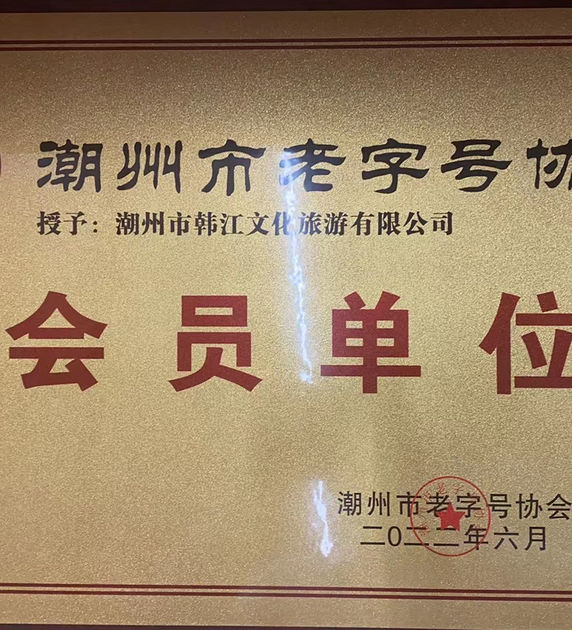 潮州市老字号协
授予：潮州市韩江文化旅游有限公司
会员单位
潮州市老字号协会
二〇二二年六月